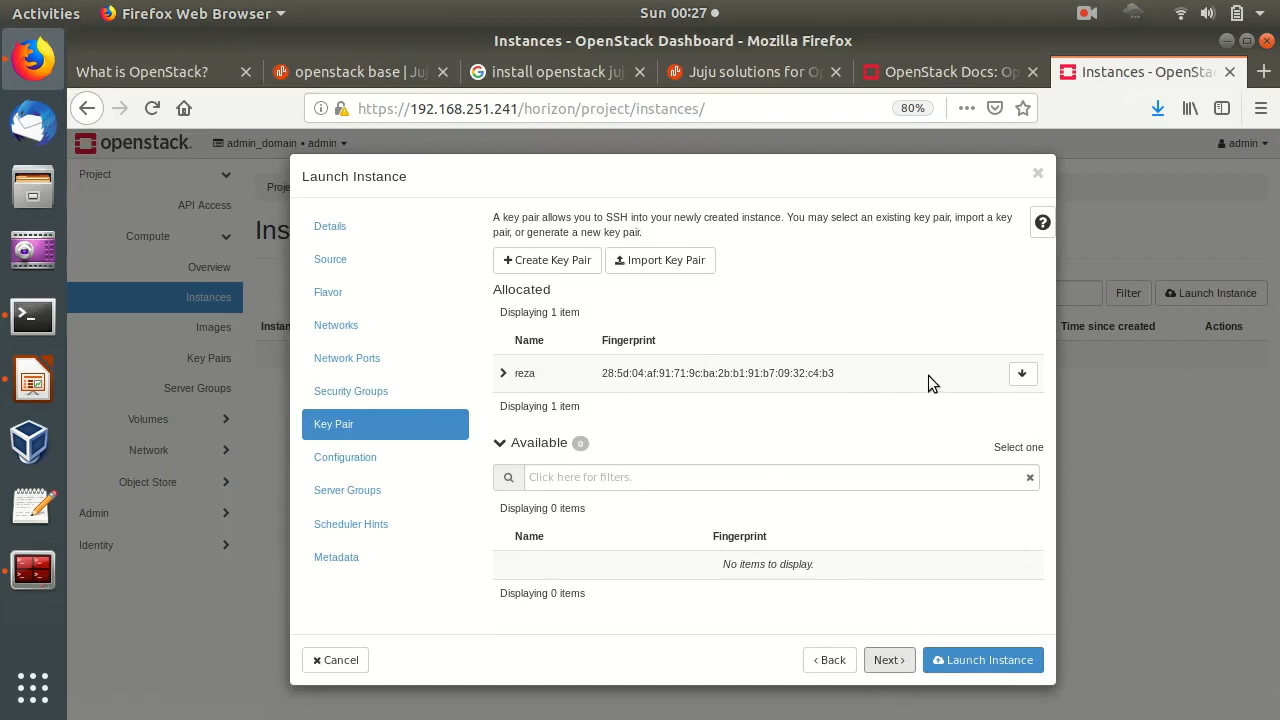 Activities
Firefox Web Browser
Sun 00:27
Instances - OpenStack Dashboard - Mozilla Firefox
What is OpenStack?
openstack base | Juj
install openstack juj
Juju solutions for O
OpenStack Docs: Op
Instances - OpenSta
https://192.168.251.241/horizon/project/instances/
80%
openstack.
admin_domain • admin
admin
Project
API Access
Compute
Overview
Instances
Images
Key Pairs
Server Groups
Volumes
Network
Object Store
Admin
Identity
Proje
Ins
Filter
Launch Instance
Instan
Time since created
Actions
Launch Instance
Details
Source
Flavor
Networks
Network Ports
Security Groups
Key Pair
Configuration
Server Groups
Scheduler Hints
Metadata
A key pair allows you to SSH into your newly created instance. You may select an existing key pair, import a key
pair, or generate a new key pair.
Create Key Pair
Import Key Pair
Allocated
Displaying 1 item
Name Fingerprint
reza 28:5d:04:af:91:71:9c:ba:2b:b1:91:b7:09:32:c4:b3
Displaying 1 item
Available 0
Select one
Click here for filters.
Displaying 0 items
Name Fingerprint
No items to display.
Displaying 0 items
Cancel
‹ Back
Next ›
Launch Instance